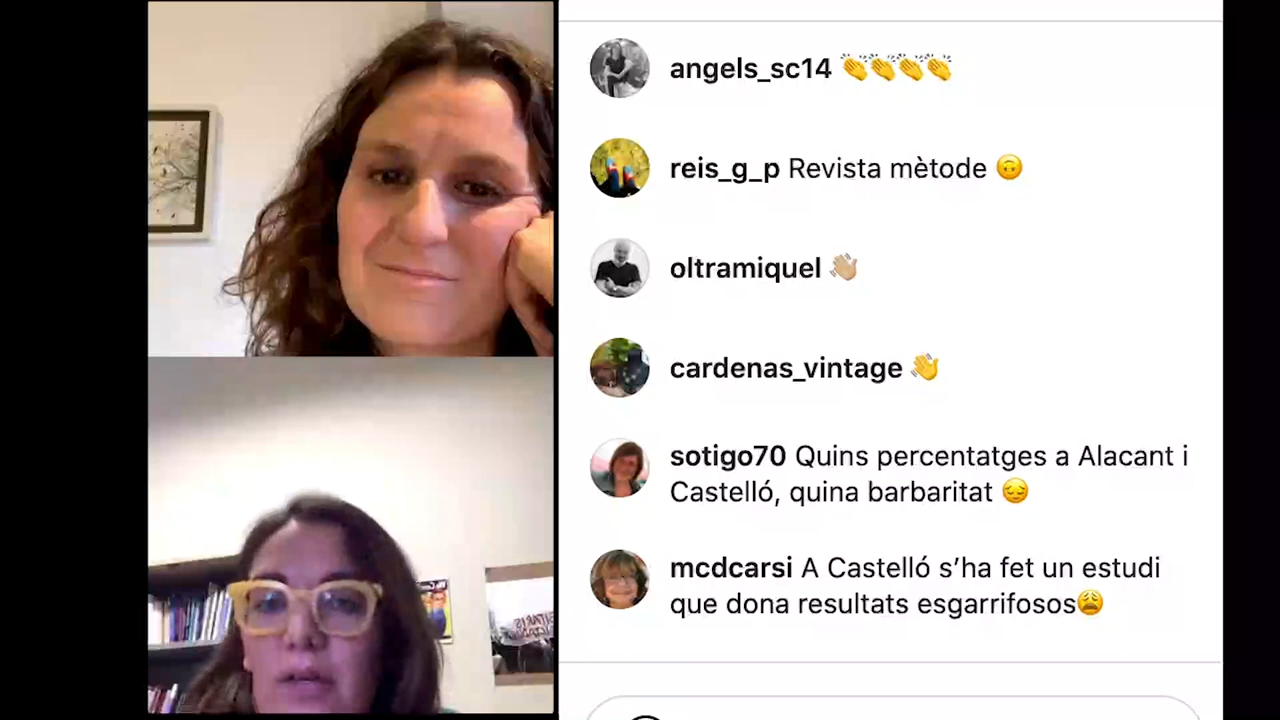 angels_sc14 👏👏👏👏
reis_g_p Revista mètode 🙃
oltramiquel 👋🏼
cardenas_vintage 👋
sotigo70 Quins percentatges a Alacant i
Castelló, quina barbaritat 😔
mcdcarsi A Castelló s’ha fet un estudi
que dona resultats esgarrifosos😩